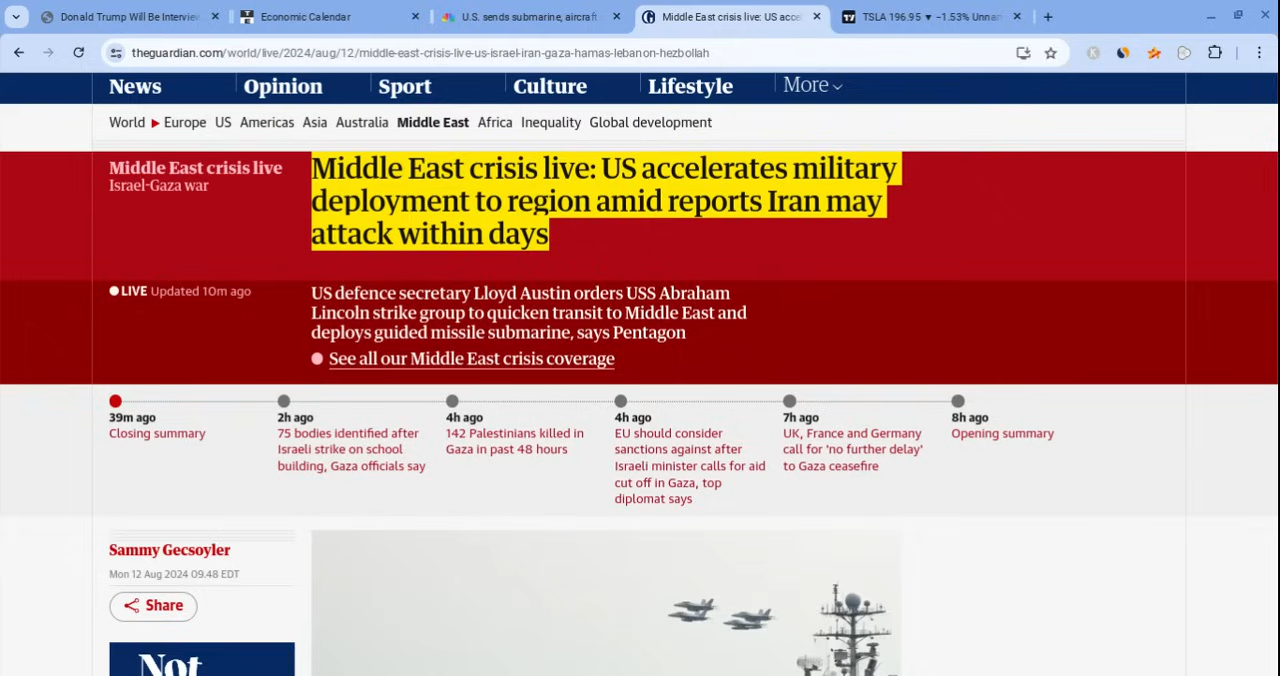 Donald Trump Will Be Interview
Economic Calendar
U.S. sends submarine, aircraft
Middle East crisis live: US acce
TSLA 196.95 ▼ −1.53% Unnam
theguardian.com/world/live/2024/aug/12/middle-east-crisis-live-us-israel-iran-gaza-hamas-lebanon-hezbollah
News Opinion Sport Culture Lifestyle More
World Europe US Americas Asia Australia Middle East Africa Inequality Global development
Middle East crisis live
Israel-Gaza war
Middle East crisis live: US accelerates military
deployment to region amid reports Iran may
attack within days
LIVE Updated 10m ago
US defence secretary Lloyd Austin orders USS Abraham
Lincoln strike group to quicken transit to Middle East and
deploys guided missile submarine, says Pentagon
See all our Middle East crisis coverage
39m ago
Closing summary
2h ago
75 bodies identified after
Israeli strike on school
building, Gaza officials say
4h ago
142 Palestinians killed in
Gaza in past 48 hours
4h ago
EU should consider
sanctions against after
Israeli minister calls for aid
cut off in Gaza, top
diplomat says
7h ago
UK, France and Germany
call for 'no further delay'
to Gaza ceasefire
8h ago
Opening summary
Sammy Gecsoyler
Mon 12 Aug 2024 09.48 EDT
Share
Not